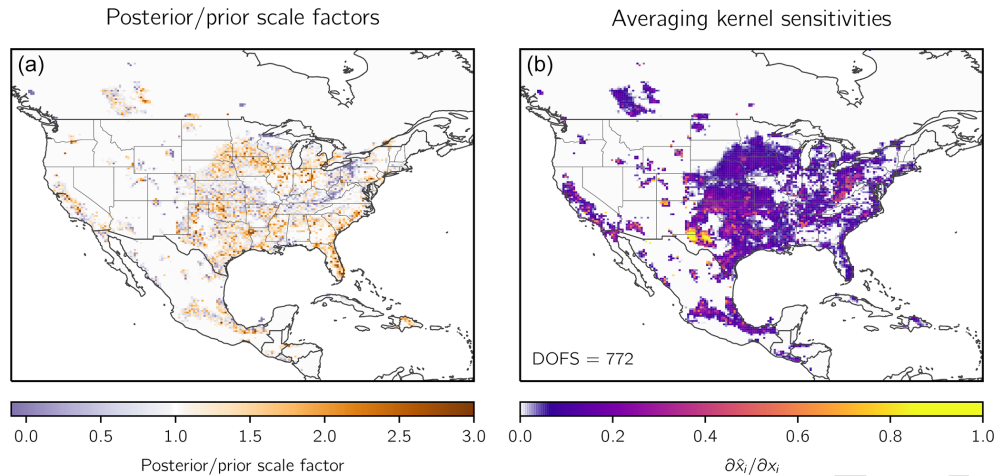 Posterior/prior scale factors
Averaging kernel sensitivities
(a)
(b)
DOFS = 772
0.0 0.5 1.0 1.5 2.0 2.5 3.0
0.0 0.2 0.4 0.6 0.8 1.0
Posterior/prior scale factor
∂x̂ᵢ/∂xᵢ